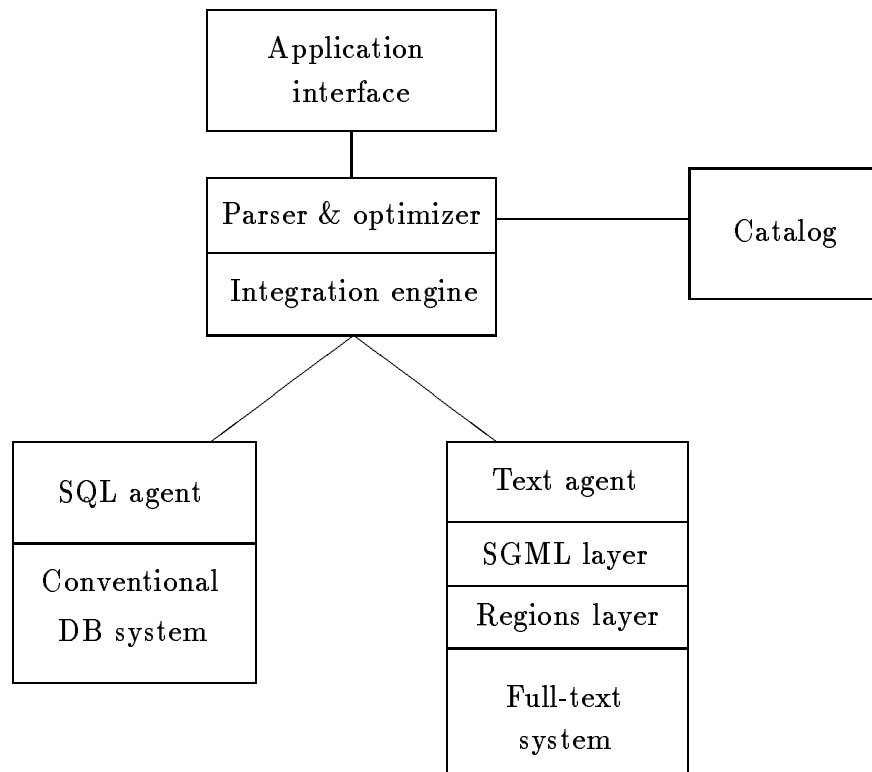 Application
interface
Parser & optimizer
Catalog
Integration engine
SQL agent
Conventional
DB system
Text agent
SGML layer
Regions layer
Full-text
system